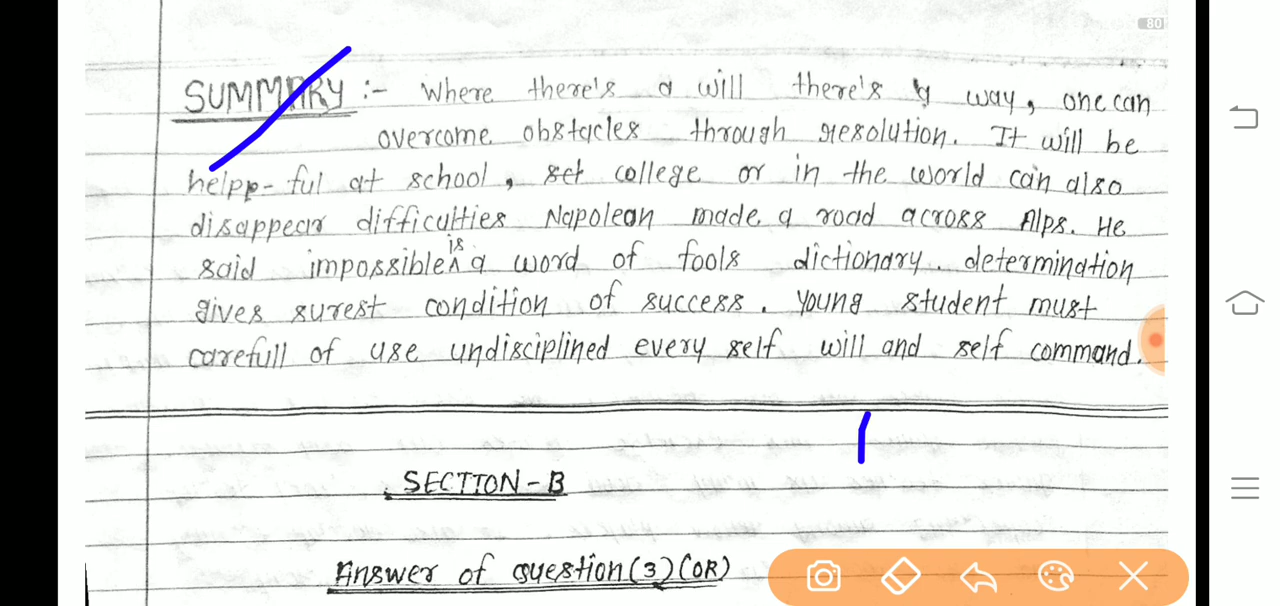 80
SUMMARY :- Where there's a will there's a way, one can
overcome obstacles through resolution. It will be
helpp-ful at school, set college or in the world can also
disappear difficulties Napolean made a road across Alps. He
said impossible is a word of fools dictionary. determination
gives surest condition of success. Young student must
carefull of use undisciplined every self will and self command.
SECTION-B
Answer of question(3)(OR)